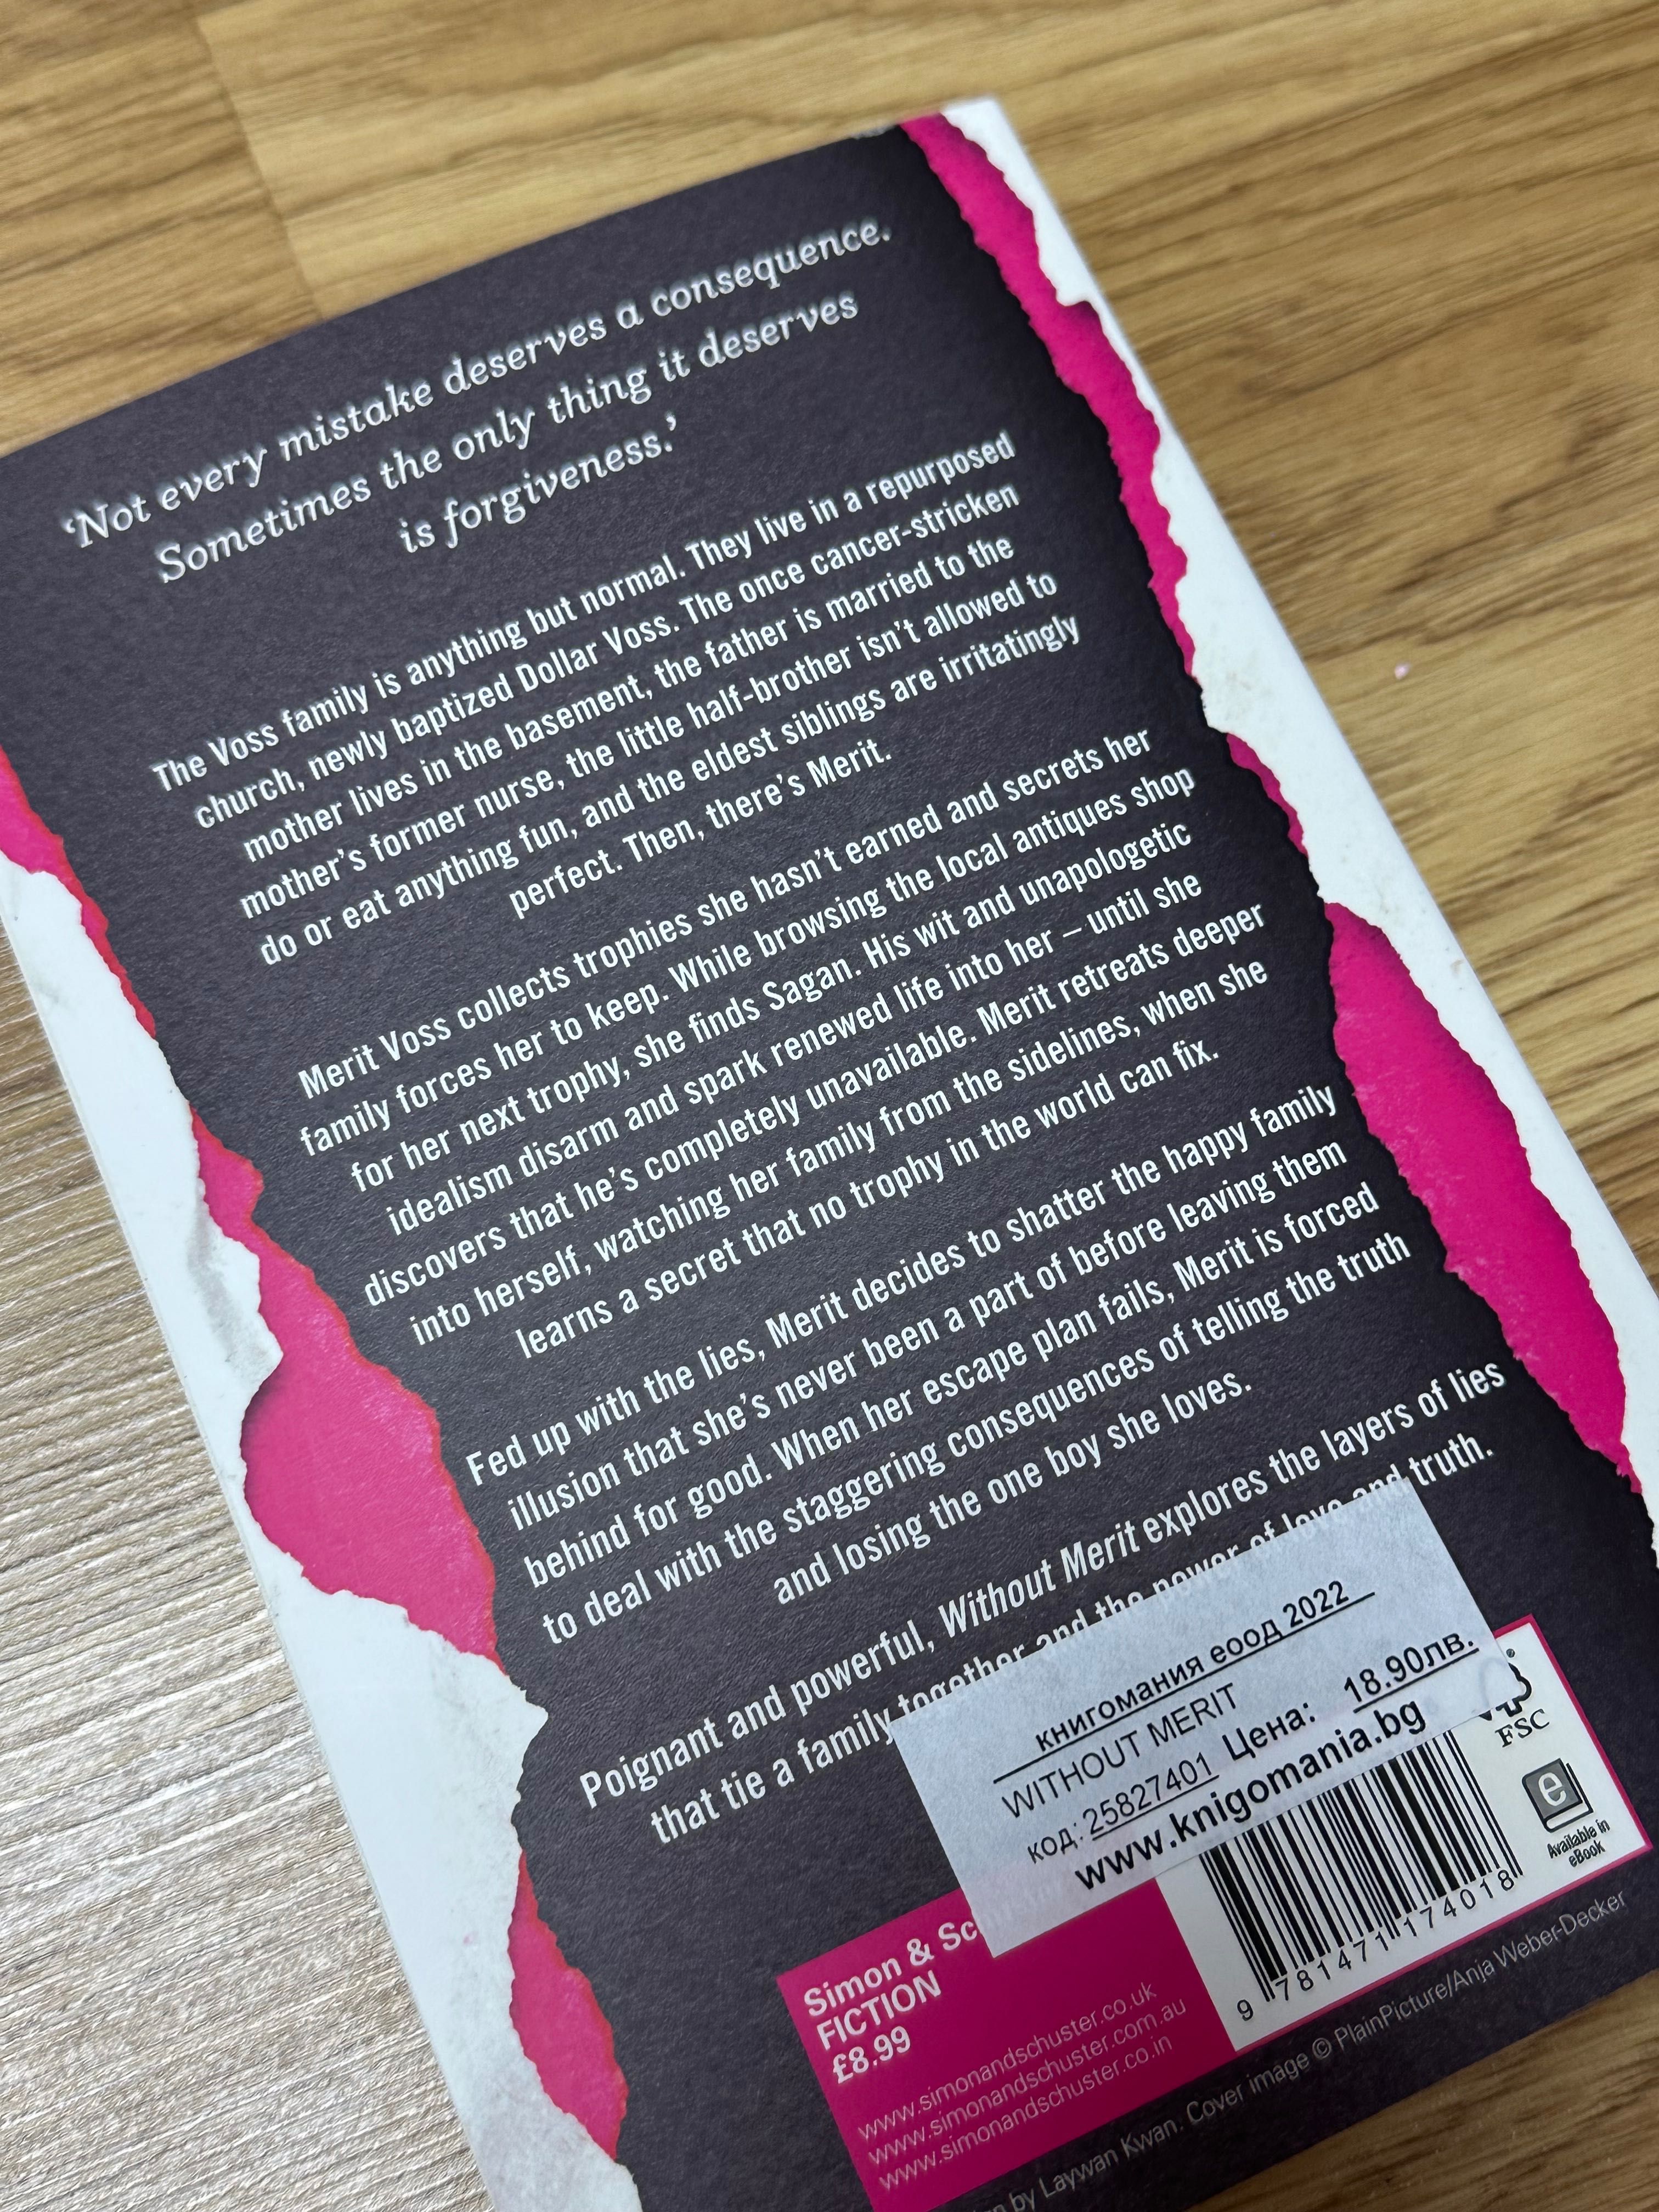 ‘Not every mistake deserves a consequence.
Sometimes the only thing it deserves
is forgiveness.’
The Voss family is anything but normal. They live in a repurposed
church, newly baptized Dollar Voss. The once cancer-stricken
mother lives in the basement, the father is married to the
mother’s former nurse, the little half-brother isn’t allowed to
do or eat anything fun, and the eldest siblings are irritatingly
perfect. Then, there’s Merit.
Merit Voss collects trophies she hasn’t earned and secrets her
family forces her to keep. While browsing the local antiques shop
for her next trophy, she finds Sagan. His wit and unapologetic
idealism disarm and spark renewed life into her – until she
discovers that he’s completely unavailable. Merit retreats deeper
into herself, watching her family from the sidelines, when she
learns a secret that no trophy in the world can fix.
Fed up with the lies, Merit decides to shatter the happy family
illusion that she’s never been a part of before leaving them
behind for good. When her escape plan fails, Merit is forced
to deal with the staggering consequences of telling the truth
and losing the one boy she loves.
Poignant and powerful, Without Merit explores the layers of lies
that tie a family together and the power of love and truth.
книгомания еоод 2022
WITHOUT MERIT
код: 25827401 Цена: 18.90лв.
www.knigomania.bg
FSC
®
e
Available in
eBook
9 781471 174018
Simon &
FICTION
£8.99
www.simonandschuster.co.uk
www.simonandschuster.com.au
www.simonandschuster.co.in
by Laywan Kwan. Cover image © PlainPicture/Anja Weber-Decker